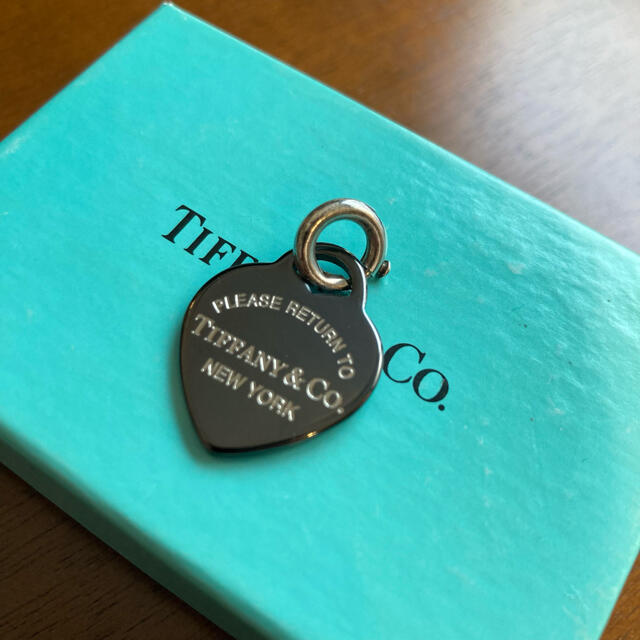 TIFF
Co.
PLEASE RETURN TO
TIFFANY & CO.
NEW YORK